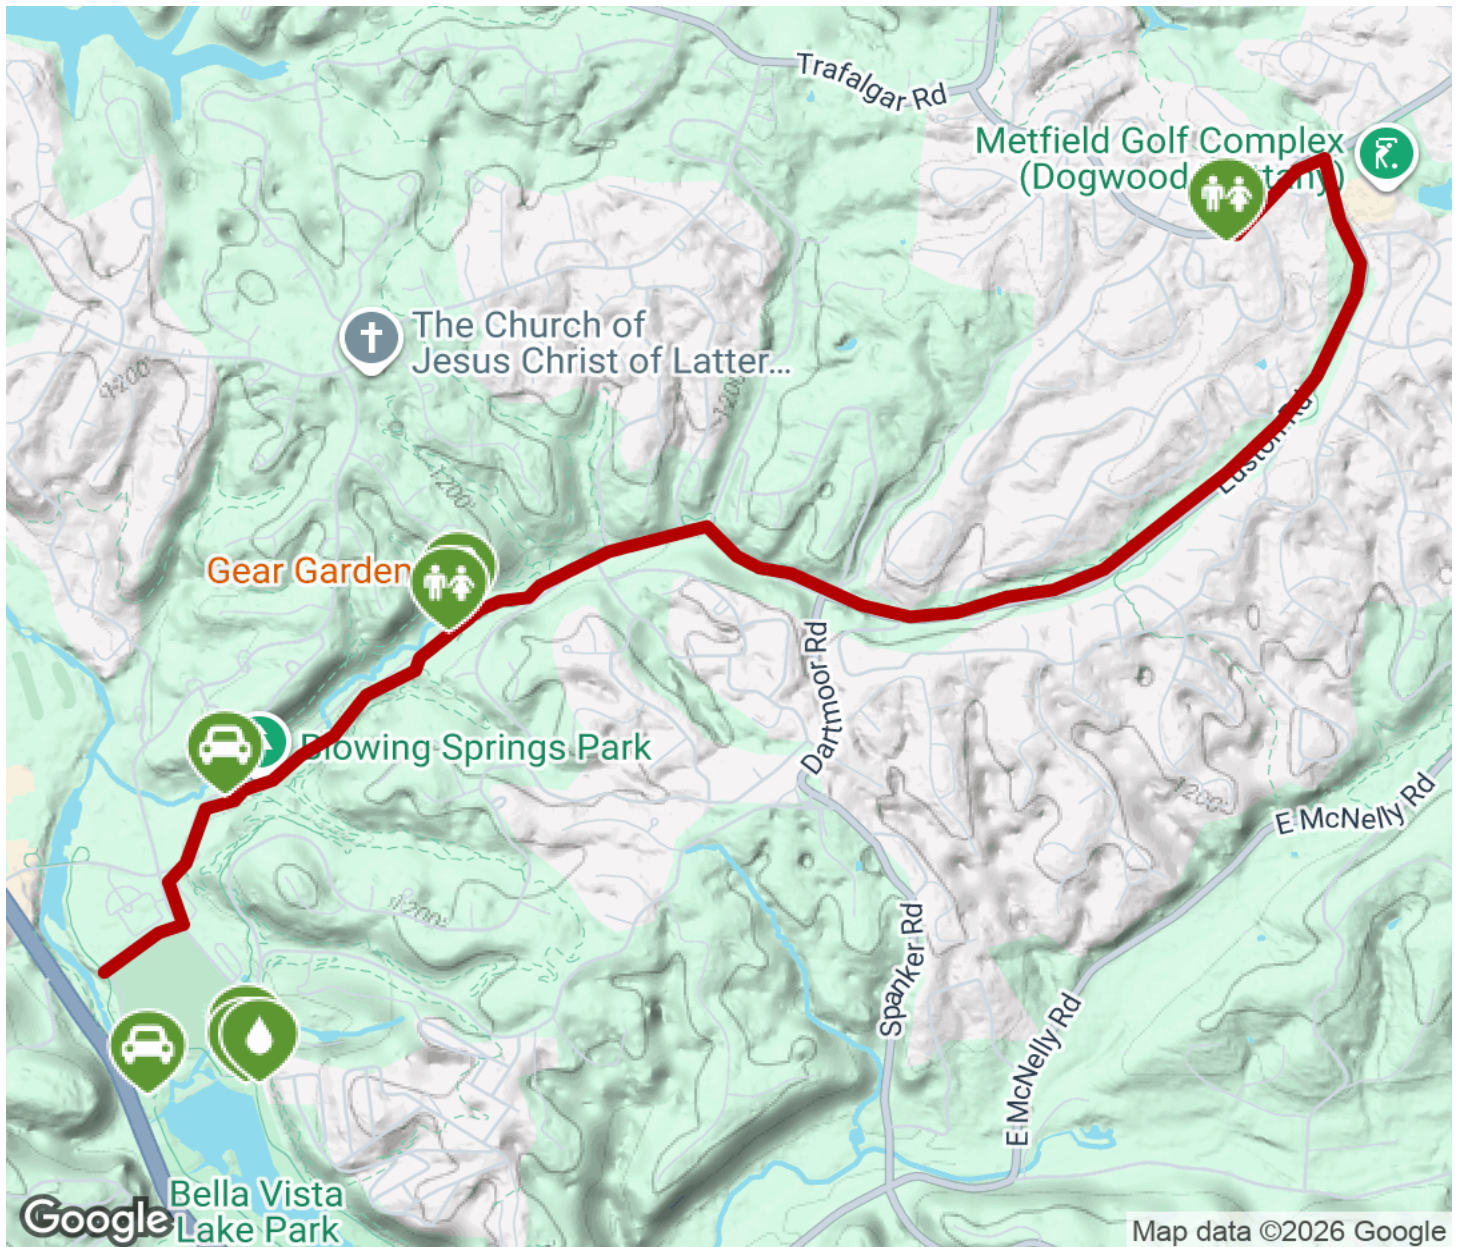 Trafalgar Rd
Metfield Golf Complex
(Dogwood
1200
The Church of
Jesus Christ of Latter...
Euston Rd
1200
Gear Garden
Dartmoor Rd
Blowing Springs Park
1200
E McNelly Rd
1200
Spanker Rd
E McNelly Rd
Bella Vista
Lake Park
Google
Map data ©2026 Google